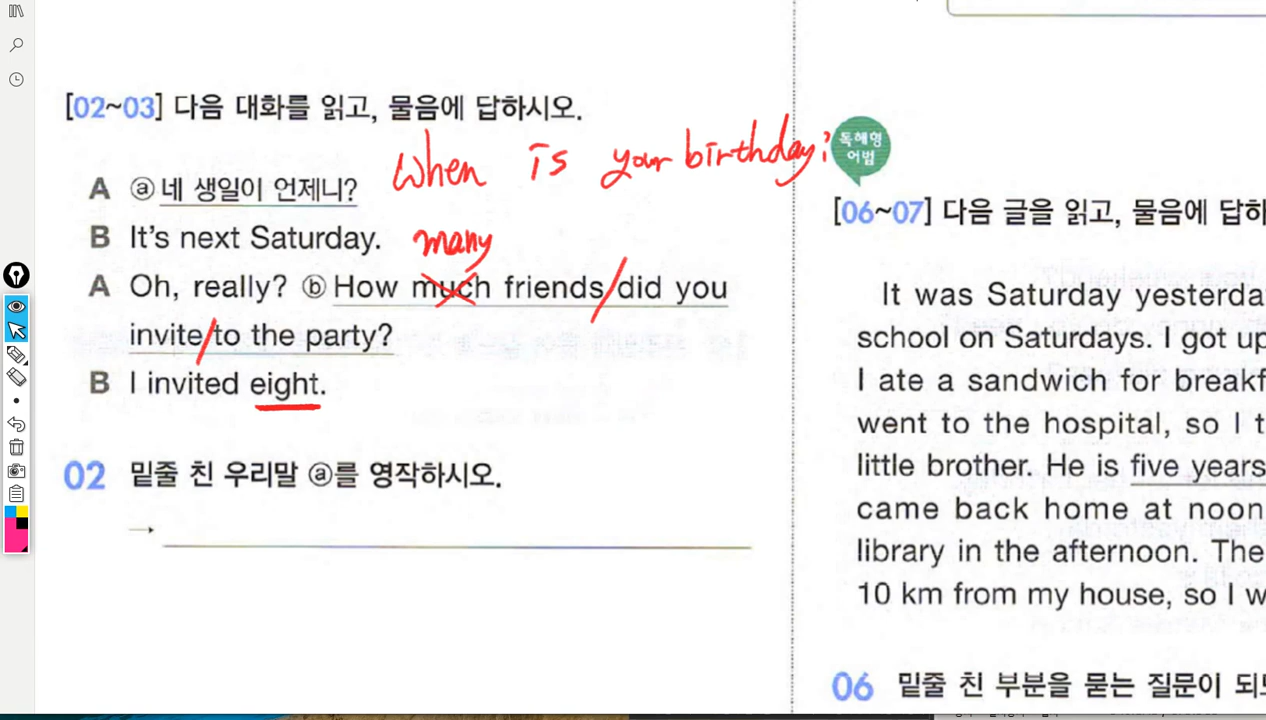 [02~03] 다음 대화를 읽고, 물음에 답하시오.
When is your birthday?
A ⓐ 네 생일이 언제니?
B It's next Saturday.
many
A Oh, really? ⓑ How much friends/did you
invite/to the party?
B I invited eight.
02 밑줄 친 우리말 ⓐ를 영작하시오.
→
독해형
어법
[06~07] 다음 글을 읽고, 물음에 답하
It was Saturday yesterda
school on Saturdays. I got up
I ate a sandwich for breakf
went to the hospital, so I t
little brother. He is five years
came back home at noon
library in the afternoon. The
10 km from my house, so I w
06 밑줄 친 부분을 묻는 질문이 되